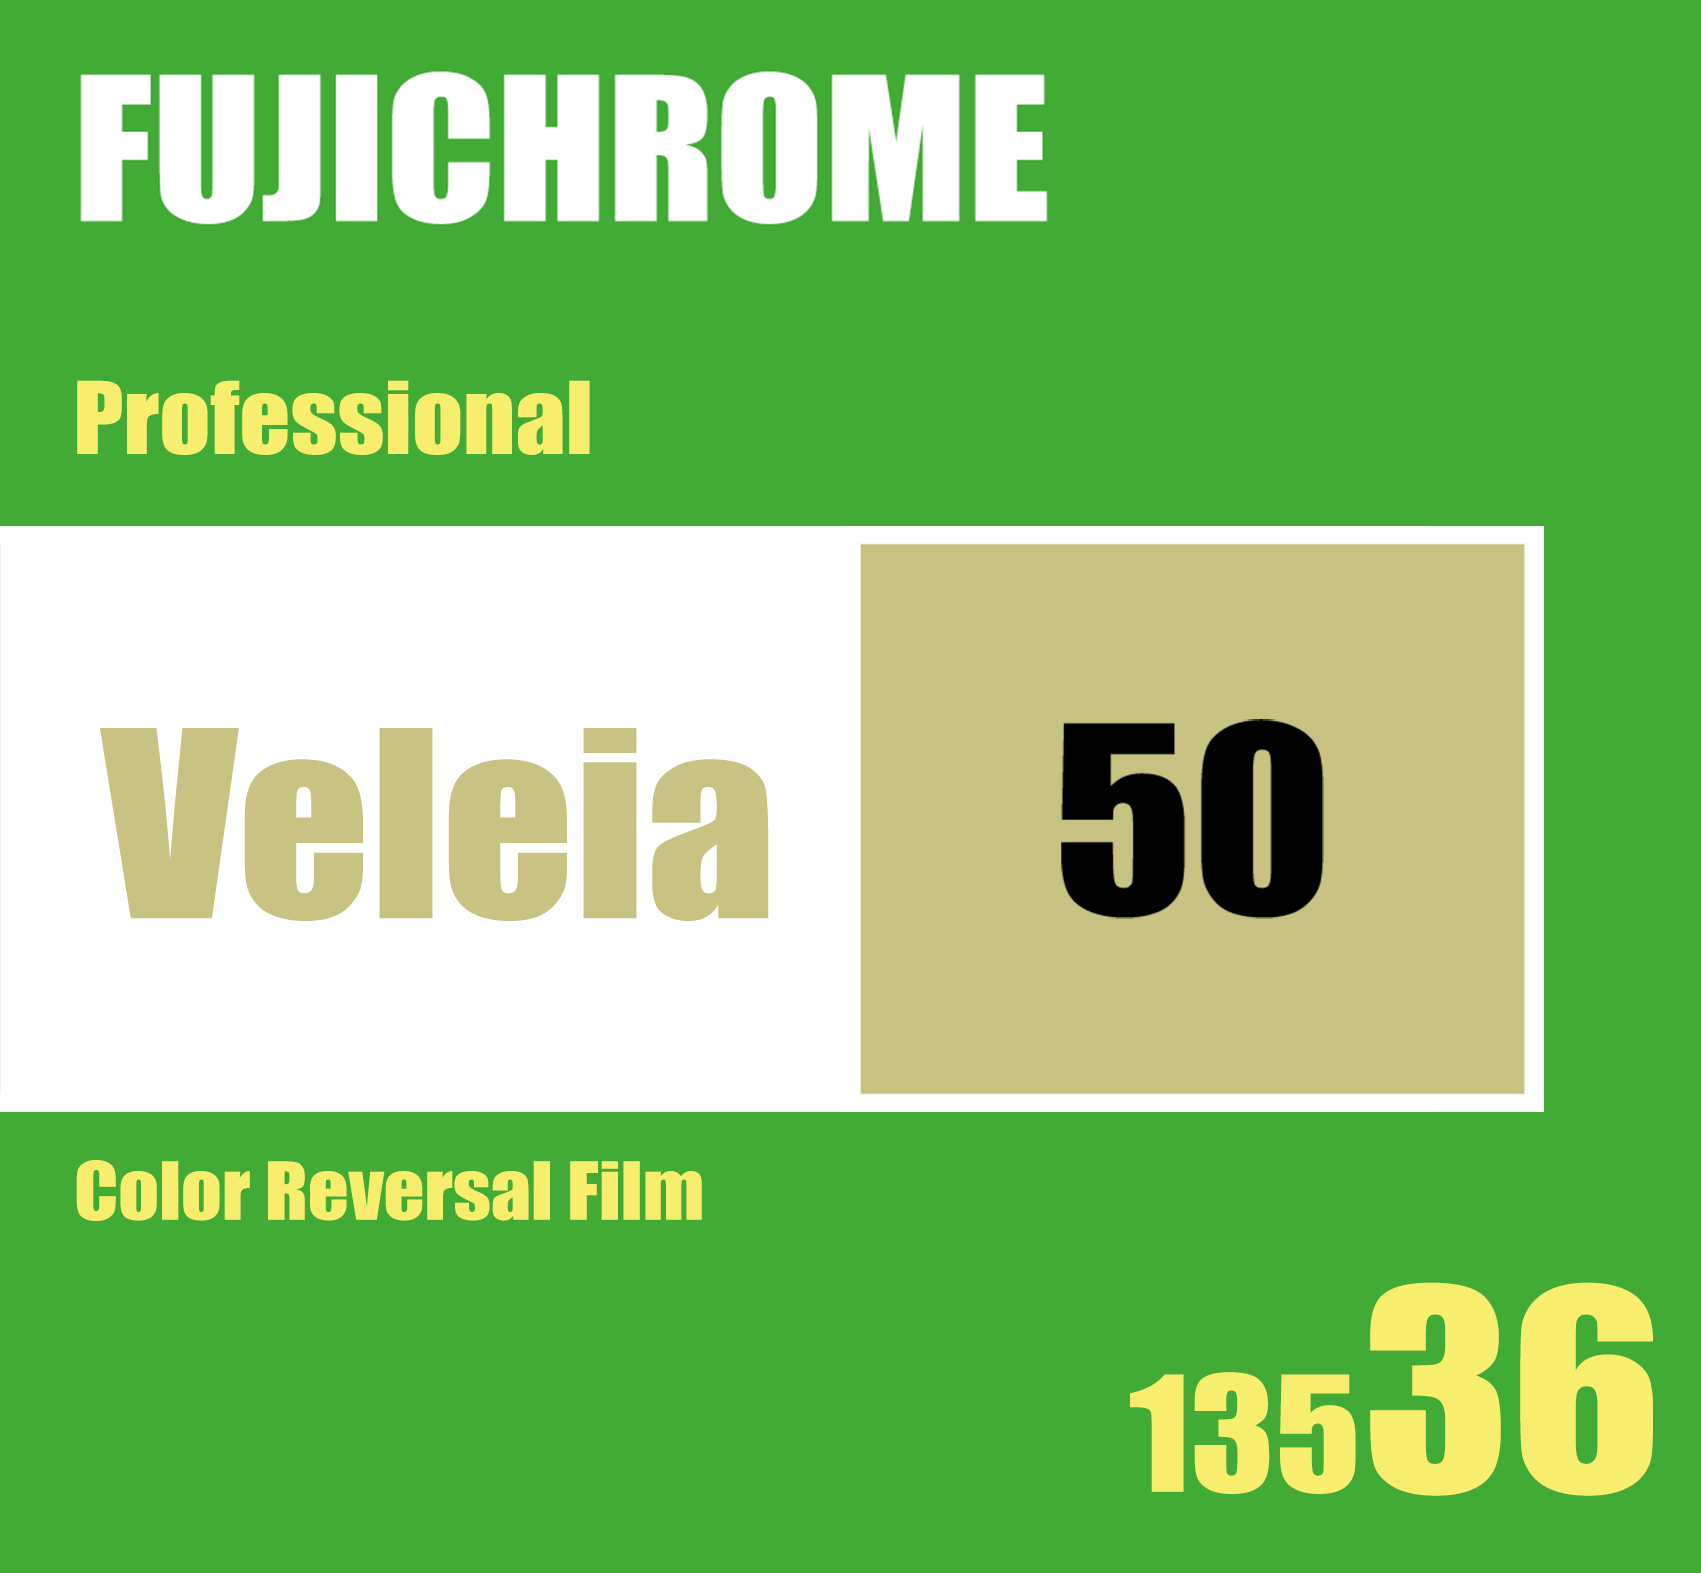 FUJICHROME
Professional
Veleia 50
Color Reversal Film
135 36